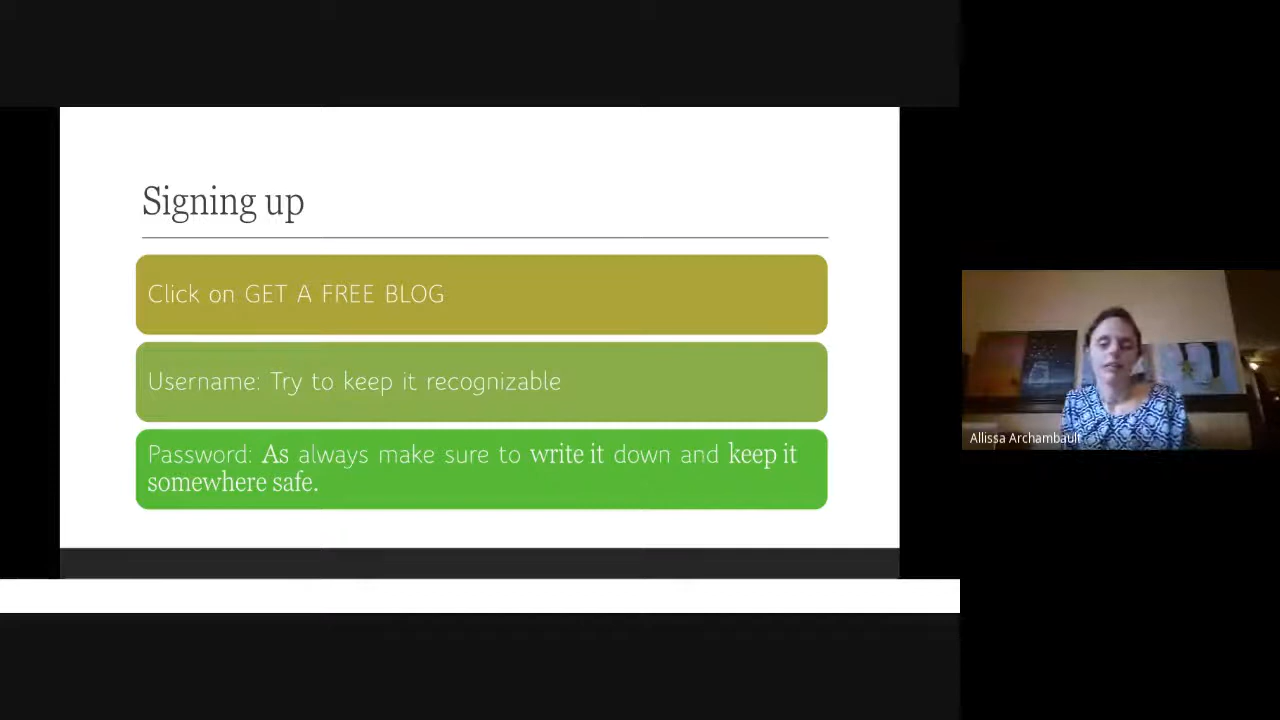 Signing up
Click on GET A FREE BLOG
Username: Try to keep it recognizable
Password: As always make sure to write it down and keep it
somewhere safe.
Allissa Archambault